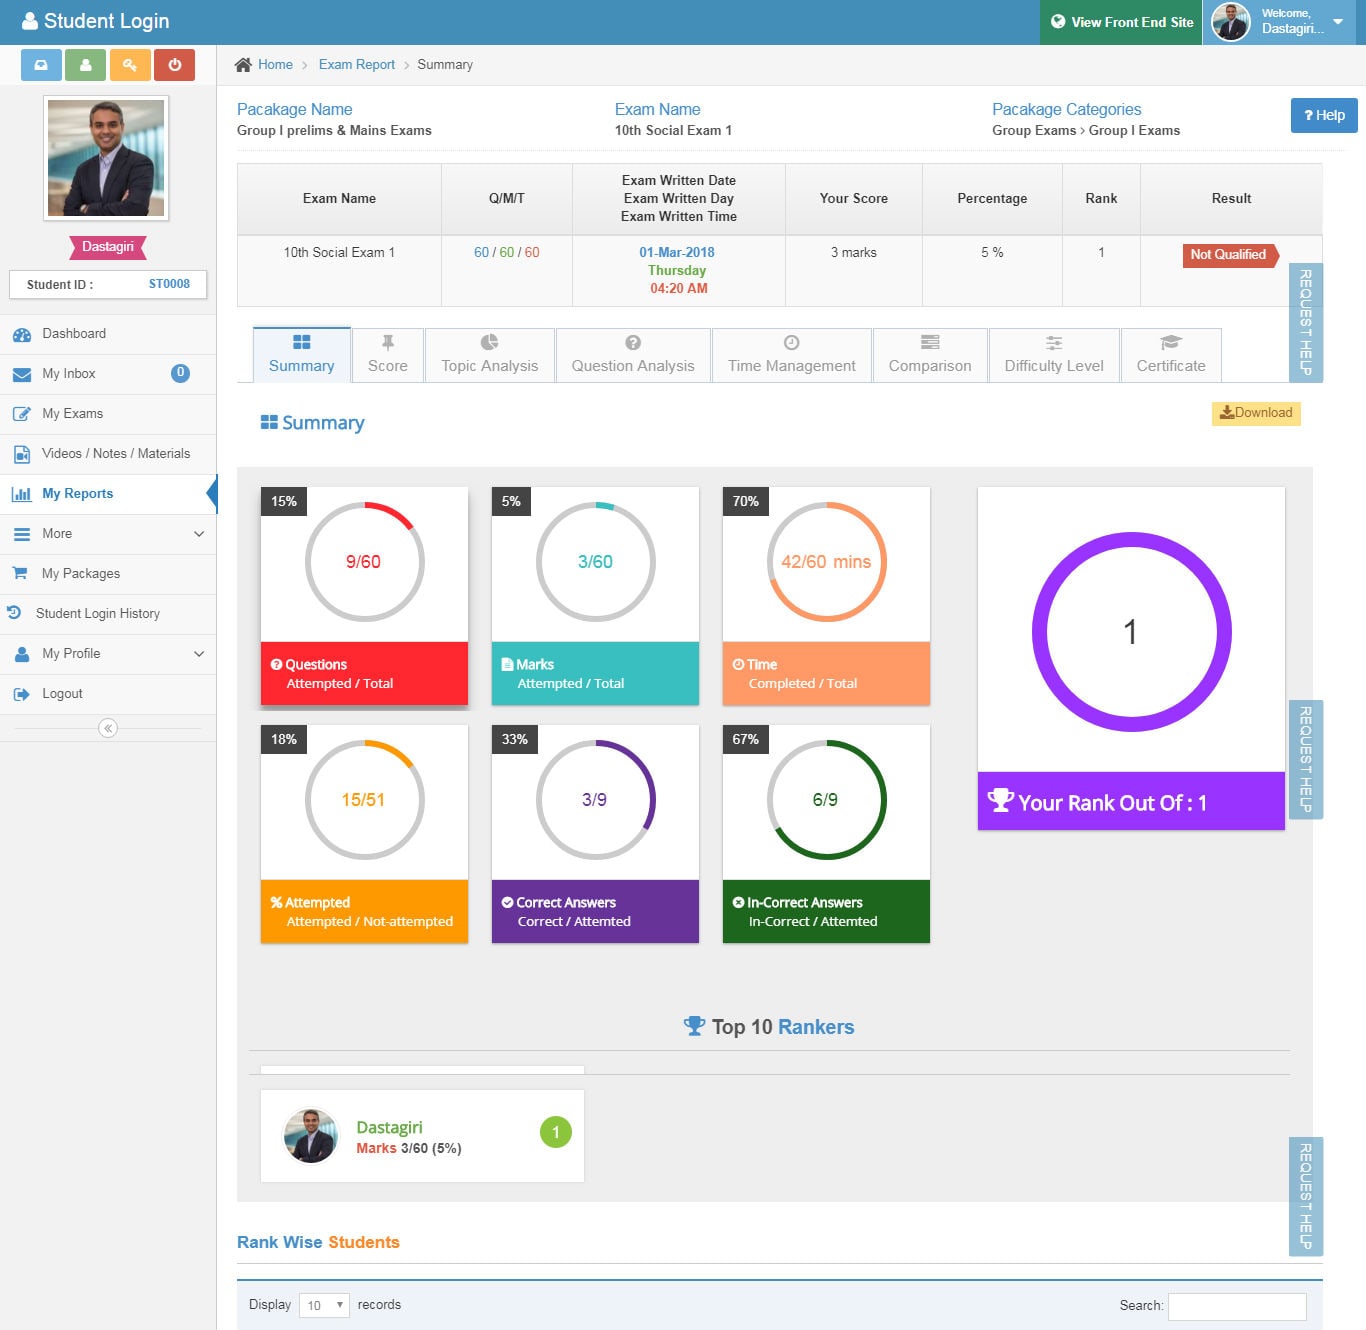 Student Login
View Front End Site
Welcome,
Dastagiri...
Home > Exam Report > Summary
Dastagiri
Student ID : ST0008
Dashboard
My Inbox 0
My Exams
Videos / Notes / Materials
My Reports
More
My Packages
Student Login History
My Profile
Logout
Pacakage Name
Group I prelims & Mains Exams
Exam Name
10th Social Exam 1
Pacakage Categories
Group Exams > Group I Exams
? Help
Exam Name Q/M/T Exam Written Date Your Score Percentage Rank Result
Exam Written Day
Exam Written Time
10th Social Exam 1 60 / 60 / 60 01-Mar-2018 3 marks 5 % 1 Not Qualified
Thursday
04:20 AM
REQUEST HELP
Summary Score Topic Analysis Question Analysis Time Management Comparison Difficulty Level Certificate
Summary
Download
15%
9/60
Questions
Attempted / Total
5%
3/60
Marks
Attempted / Total
70%
42/60 mins
Time
Completed / Total
1
Your Rank Out Of : 1
REQUEST HELP
18%
15/51
% Attempted
Attempted / Not-attempted
33%
3/9
Correct Answers
Correct / Attemted
67%
6/9
In-Correct Answers
In-Correct / Attemted
Top 10 Rankers
Dastagiri
Marks 3/60 (5%)
1
REQUEST HELP
Rank Wise Students
Display 10 records
Search: